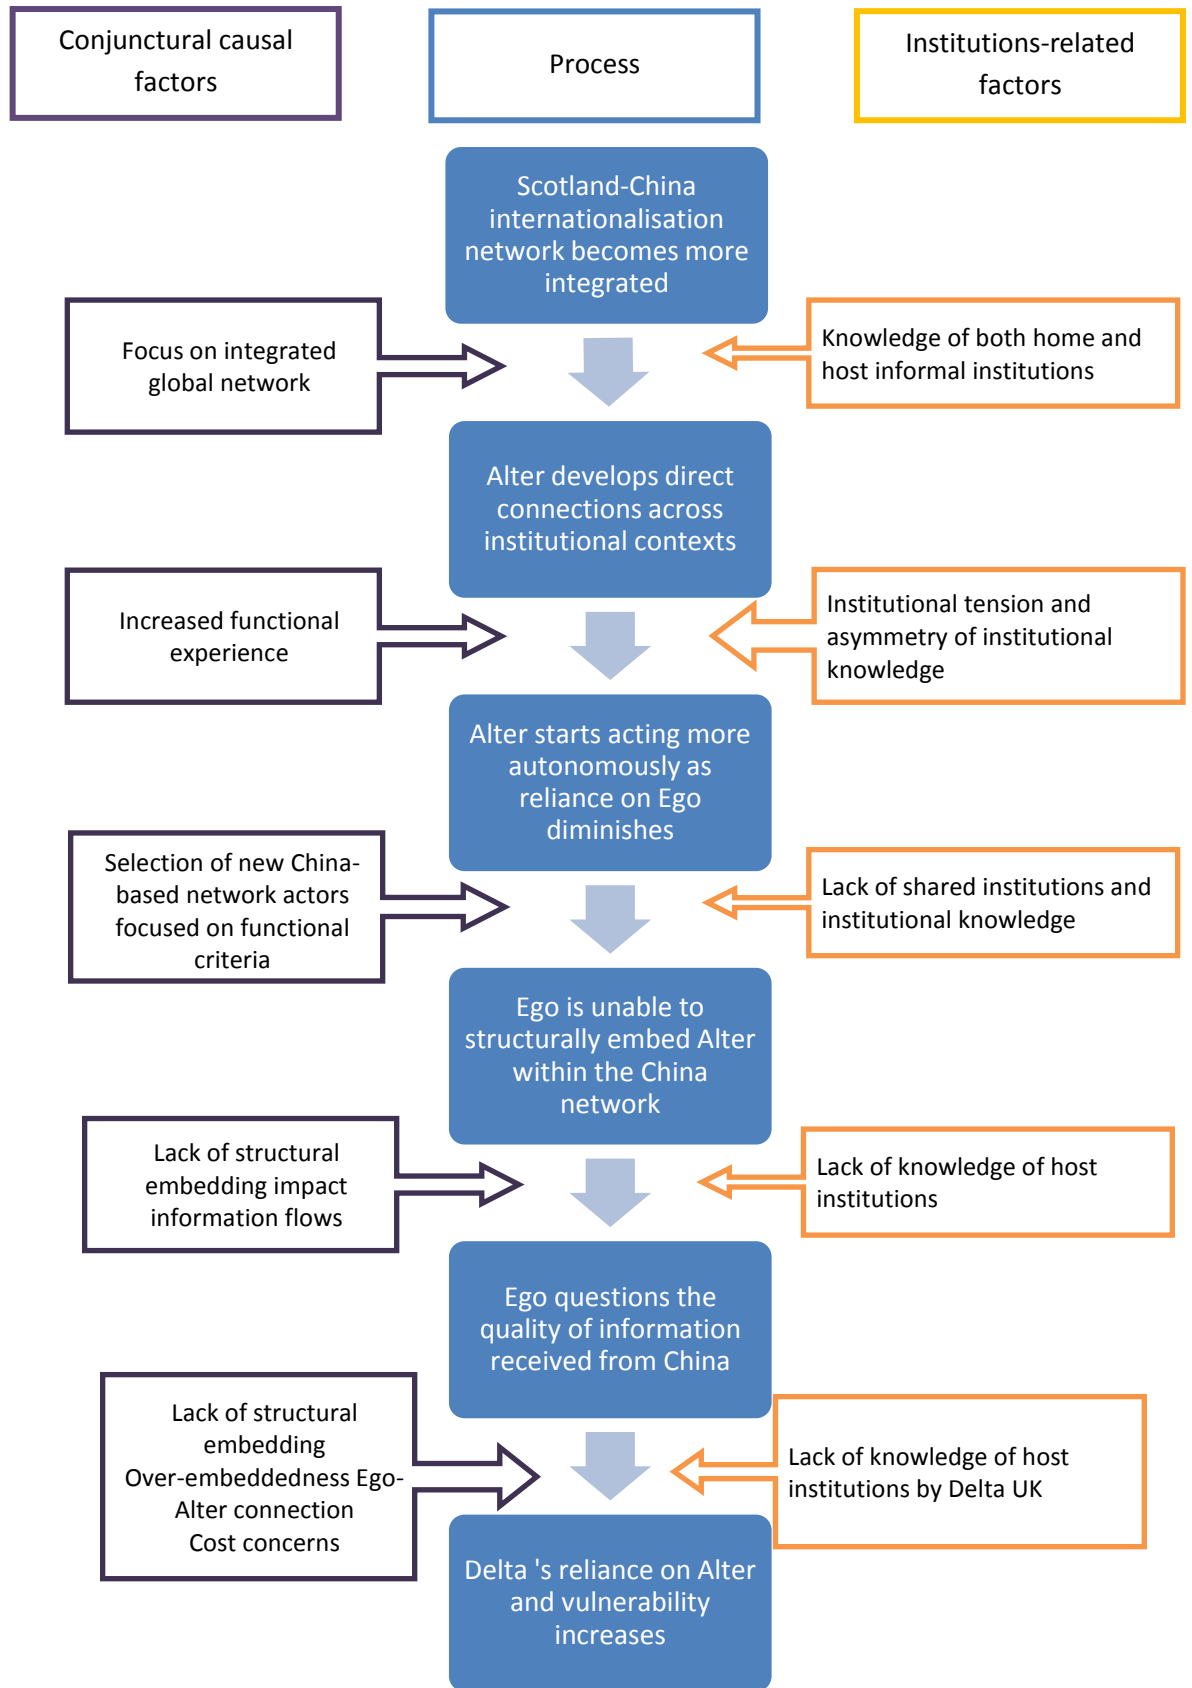 Conjunctural causal
factors
Process
Institutions-related
factors
Scotland-China
internationalisation
network becomes more
integrated
Focus on integrated
global network
Knowledge of both home and
host informal institutions
Alter develops direct
connections across
institutional contexts
Increased functional
experience
Institutional tension and
asymmetry of institutional
knowledge
Alter starts acting more
autonomously as
reliance on Ego
diminishes
Selection of new China-
based network actors
focused on functional
criteria
Lack of shared institutions and
institutional knowledge
Ego is unable to
structurally embed Alter
within the China
network
Lack of structural
embedding impact
information flows
Lack of knowledge of host
institutions
Ego questions the
quality of information
received from China
Lack of structural
embedding
Over-embeddedness Ego-
Alter connection
Cost concerns
Lack of knowledge of host
institutions by Delta UK
Delta 's reliance on Alter
and vulnerability
increases